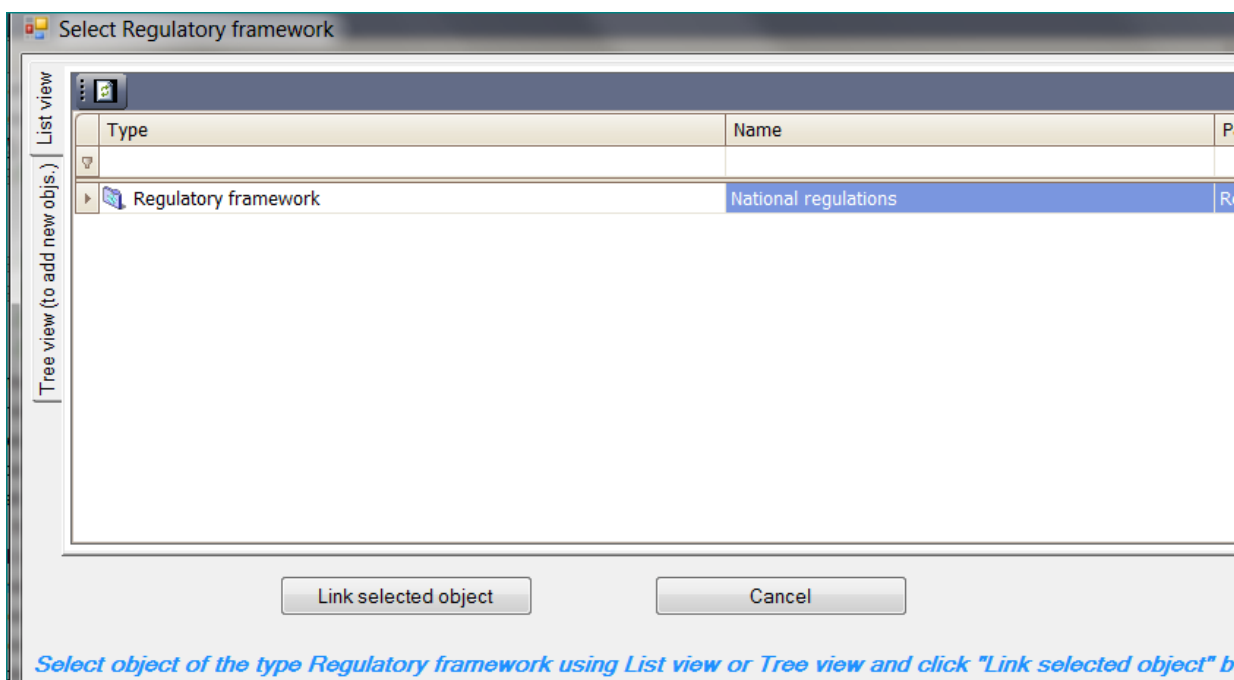 Select Regulatory framework
List view
Tree view (to add new objs.)
Type Name
Regulatory framework National regulations
Link selected object Cancel
Select object of the type Regulatory framework using List view or Tree view and click "Link selected object"